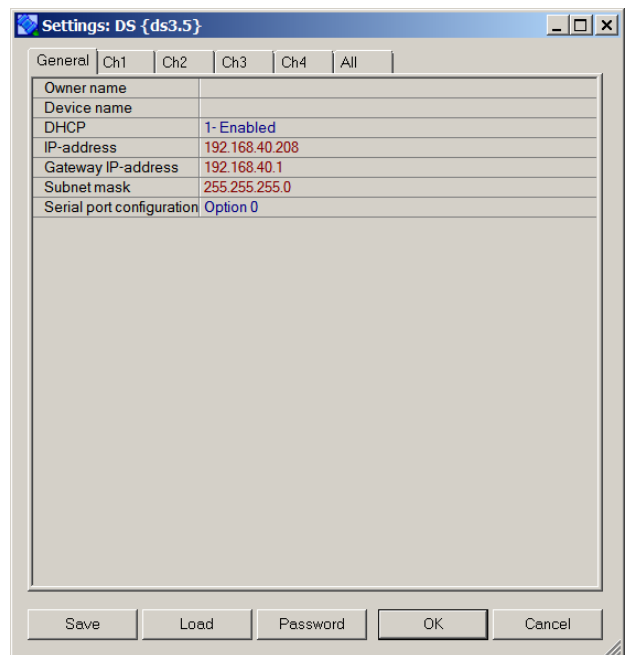 Settings: DS {ds3.5}
General Ch1 Ch2 Ch3 Ch4 All
Owner name
Device name
DHCP 1- Enabled
IP-address 192.168.40.208
Gateway IP-address 192.168.40.1
Subnet mask 255.255.255.0
Serial port configuration Option 0
Save Load Password OK Cancel